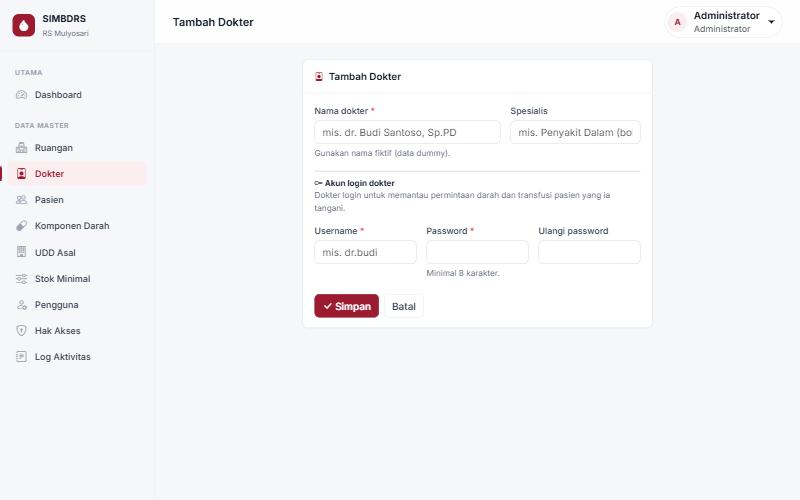 SIMBDRS
RS Mulyosari
UTAMA
Dashboard
DATA MASTER
Ruangan
Dokter
Pasien
Komponen Darah
UDD Asal
Stok Minimal
Pengguna
Hak Akses
Log Aktivitas
Tambah Dokter
A
Administrator
Administrator
Tambah Dokter
Nama dokter *
Spesialis
mis. dr. Budi Santoso, Sp.PD
mis. Penyakit Dalam (bo
Gunakan nama fiktif (data dummy).
Akun login dokter
Dokter login untuk memantau permintaan darah dan transfusi pasien yang ia
tangani.
Username *
Password *
Ulangi password
mis. dr.budi
Minimal 8 karakter.
Simpan
Batal